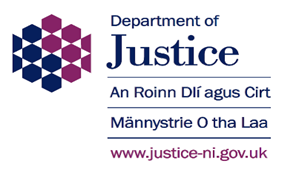 Department of
Justice
An Roinn Dlí agus Cirt
Männystrie O tha Laa
www.justice-ni.gov.uk